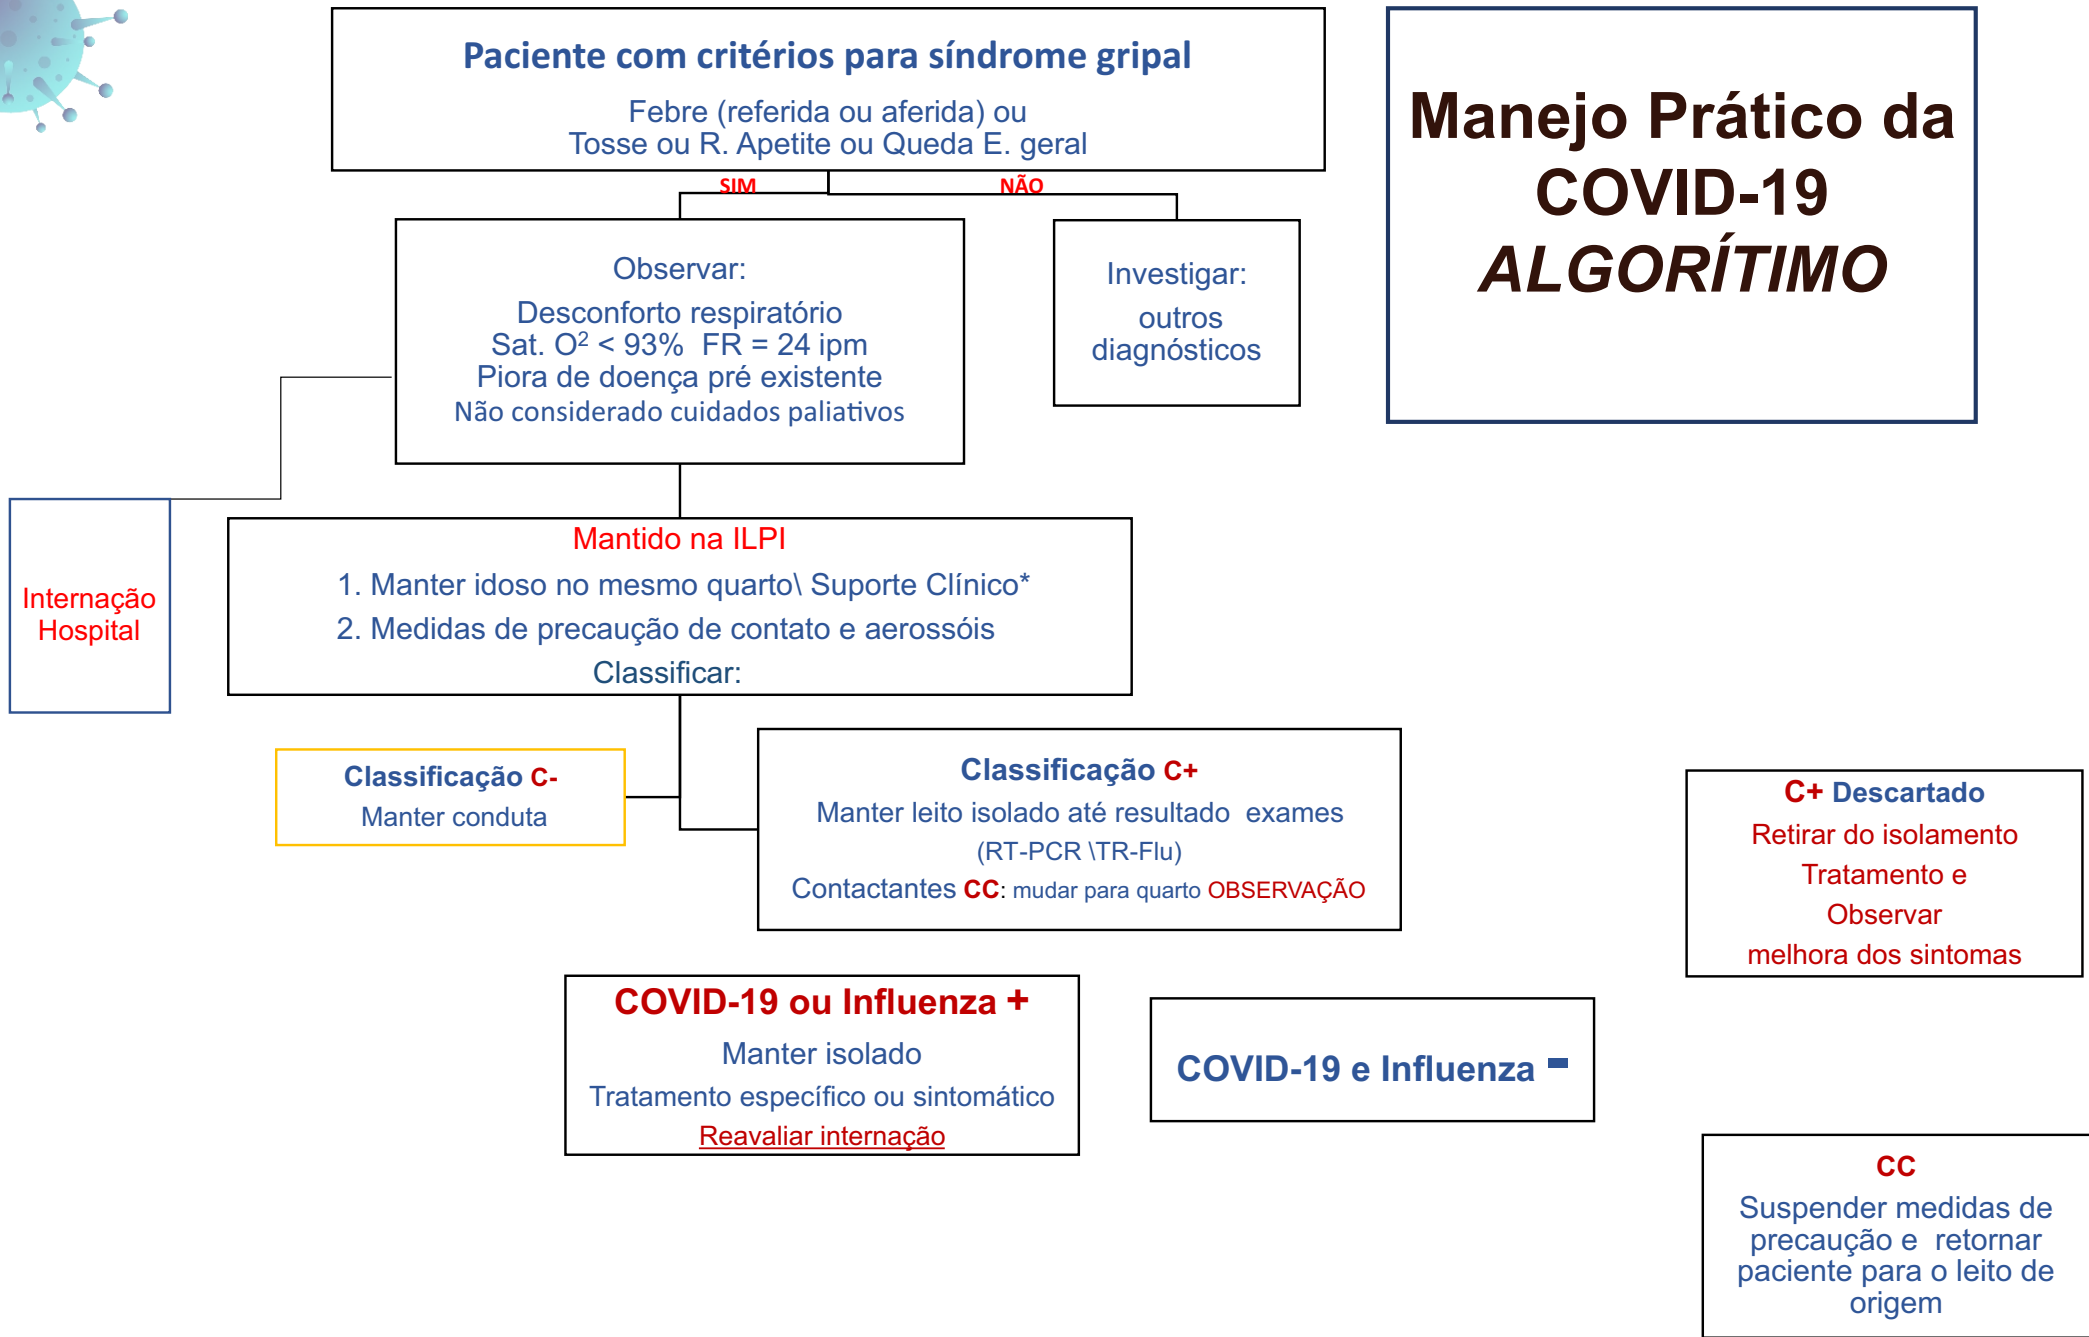 Paciente com critérios para síndrome gripal
Febre (referida ou aferida) ou
Tosse ou R. Apetite ou Queda E. geral
Manejo Prático da
COVID-19
ALGORÍTIMO
SIM
NÃO
Observar:
Desconforto respiratório
Sat. O² < 93% FR = 24 ipm
Piora de doença pré existente
Não considerado cuidados paliativos
Investigar:
outros
diagnósticos
Internação
Hospital
Mantido na ILPI
1. Manter idoso no mesmo quarto\ Suporte Clínico*
2. Medidas de precaução de contato e aerossóis
Classificar:
Classificação C-
Manter conduta
Classificação C+
Manter leito isolado até resultado exames
(RT-PCR \TR-Flu)
Contactantes CC: mudar para quarto OBSERVAÇÃO
C+ Descartado
Retirar do isolamento
Tratamento e
Observar
melhora dos sintomas
COVID-19 ou Influenza +
Manter isolado
Tratamento específico ou sintomático
Reavaliar internação
COVID-19 e Influenza -
CC
Suspender medidas de
precaução e retornar
paciente para o leito de
origem